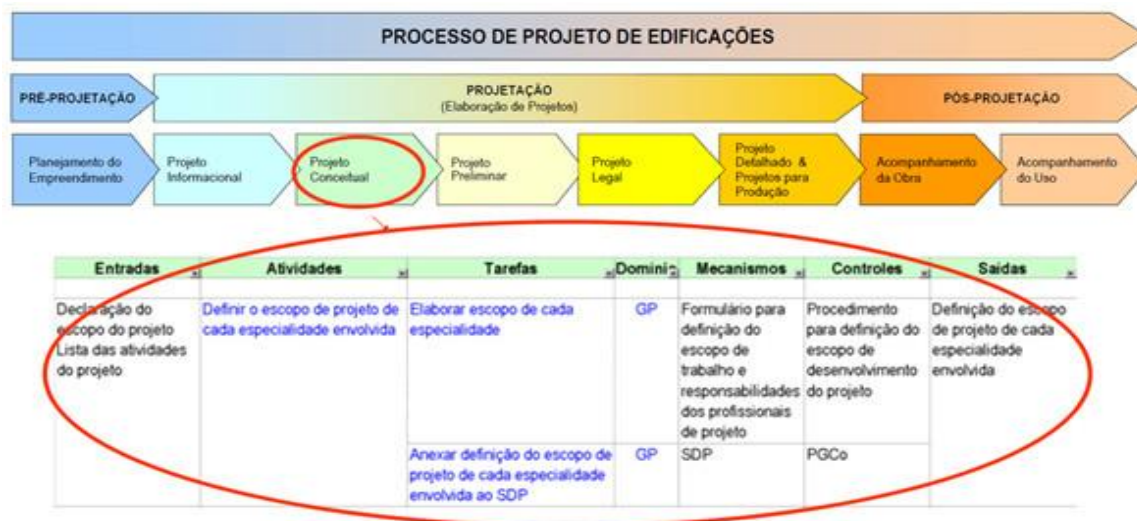 PROCESSO DE PROJETO DE EDIFICAÇÕES
PRÉ-PROJETAÇÃO
PROJETAÇÃO
(Elaboração de Projetos)
PÓS-PROJETAÇÃO
Planejamento do
Empreendimento
Projeto
Informacional
Projeto
Conceitual
Projeto
Preliminar
Projeto
Legal
Projeto
Detalhado &
Projetos para
Produção
Acompanhamento
da Obra
Acompanhamento
do Uso
Entradas
Atividades
Tarefas
Domíni
Mecanismos
Controles
Saídas
Declaração do
escopo do projeto
Lista das atividades
do projeto
Definir o escopo de projeto de
cada especialidade envolvida
Elaborar escopo de cada
especialidade
GP
Formulário para
definição do
escopo de
trabalho e
responsabilidades
dos profissionais
de projeto
Procedimento
para definição do
escopo de
desenvolvimento
do projeto
Definição do escopo
de projeto de cada
especialidade
envolvida
Anexar definição do escopo de
projeto de cada especialidade
envolvida ao SDP
GP
SDP
PGCo